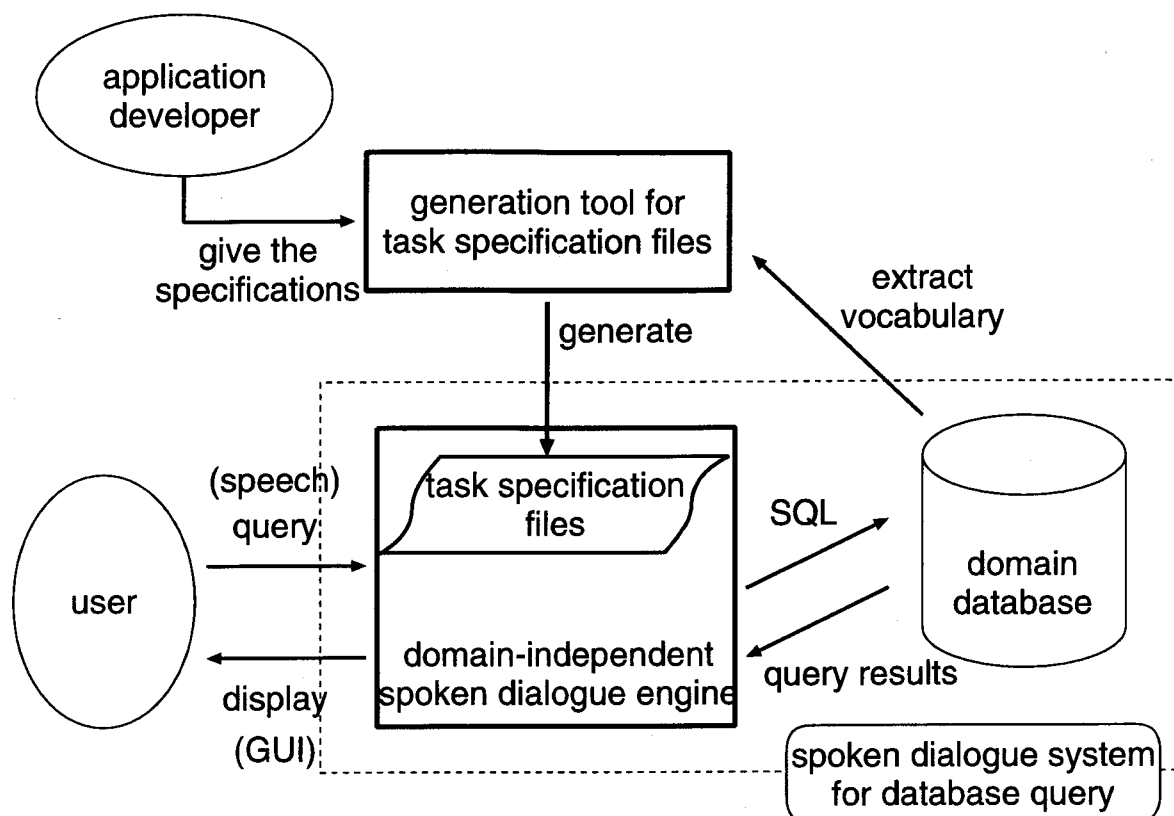 application
developer
generation tool for
task specification files
give the
specifications
extract
vocabulary
generate
(speech)
query
task specification
files
SQL
user
domain
database
domain-independent
spoken dialogue engine
query results
display
(GUI)
spoken dialogue system
for database query